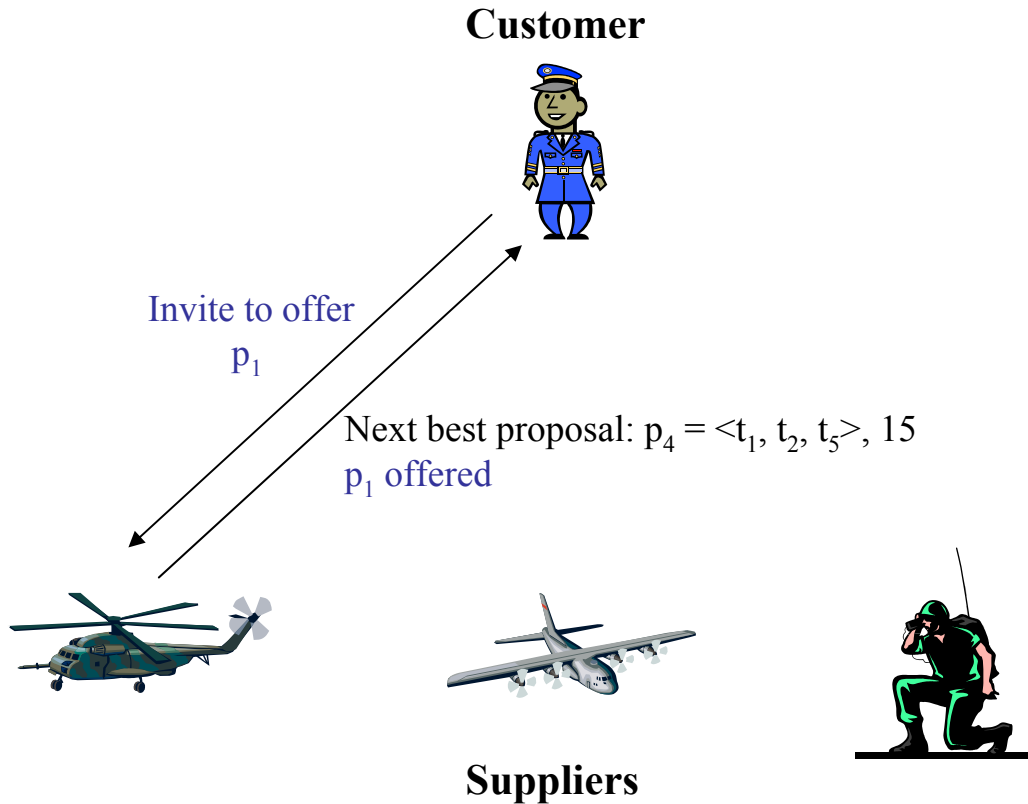 Customer
Invite to offer
p₁
Next best proposal: p₄ = <t₁, t₂, t₅>, 15
p₁ offered
Suppliers